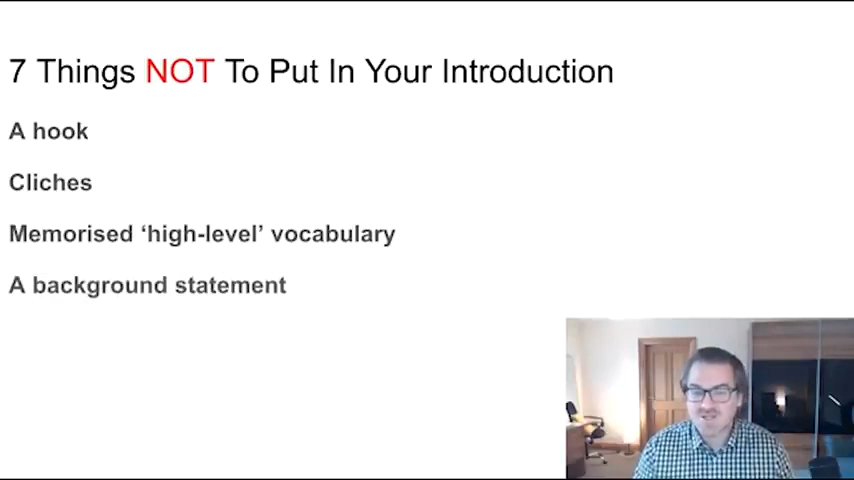 7 Things NOT To Put In Your Introduction
A hook
Cliches
Memorised ‘high-level’ vocabulary
A background statement